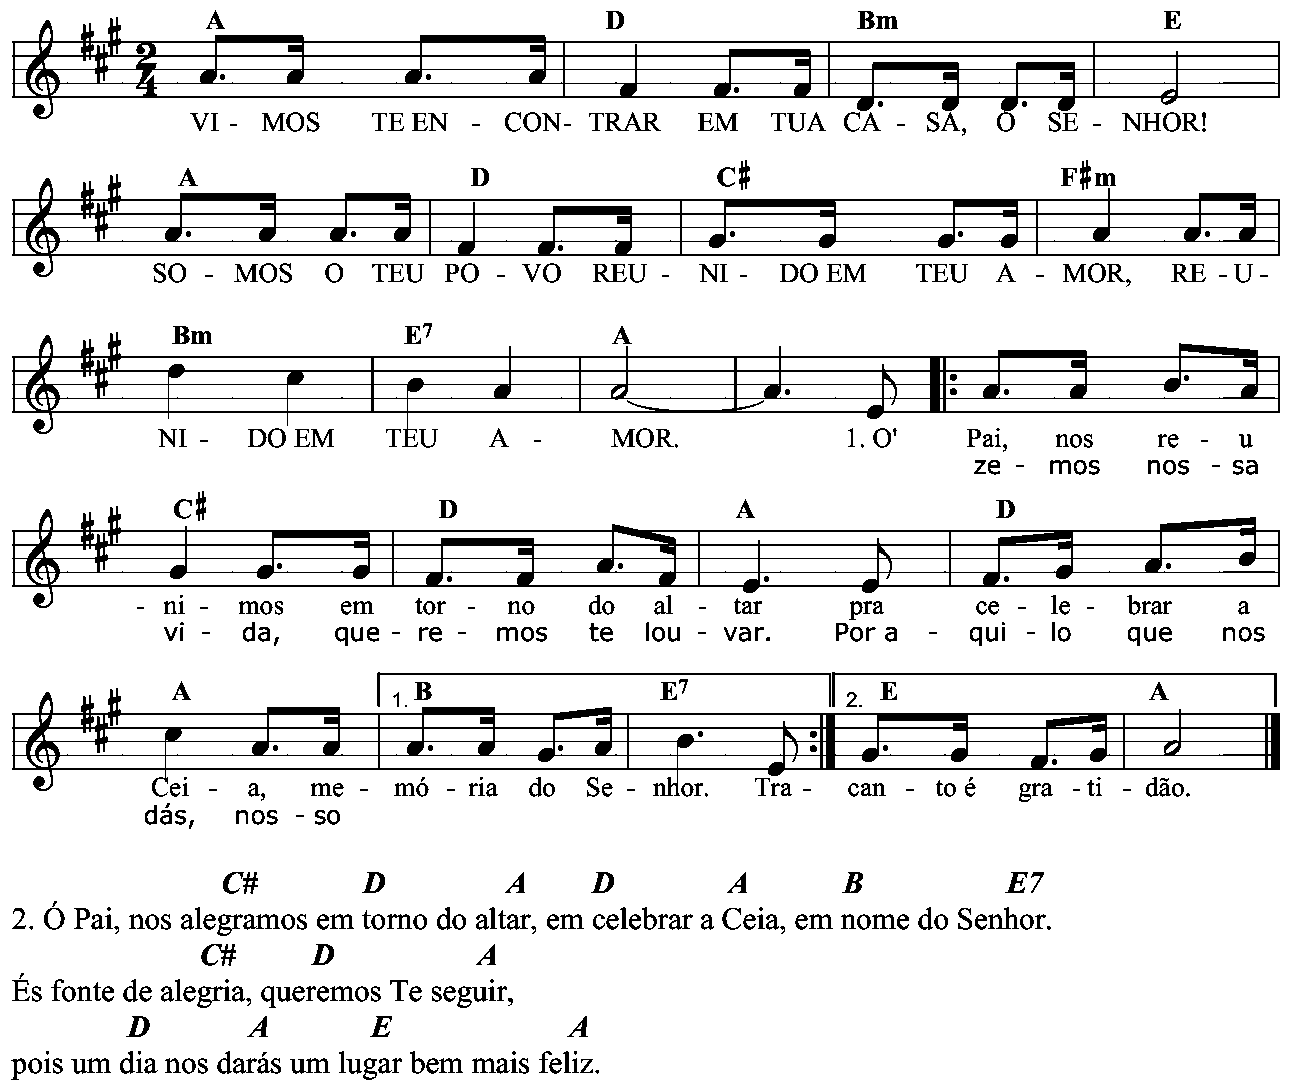 A D Bm E
2 4
VI - MOS TE EN - CON- TRAR EM TUA CA - SA, Ó SE - NHOR!
A D C# F#m
SO - MOS O TEU PO - VO REU - NI - DO EM TEU A - MOR, RE - U -
Bm E7 A
NI - DO EM TEU A - MOR. 1. O' Pai, nos re - u
ze - mos nos - sa
C# D A D
- ni - mos em tor - no do al - tar pra ce - le - brar a
vi - da, que - re - mos te lou - var. Por a - qui - lo que nos
A 1. B E7 2. E A
Cei - a, me - mó - ria do Se - nhor. Tra - can - to é gra - ti - dão.
dás, nos - so
C# D A D A B E7
2. Ó Pai, nos alegramos em torno do altar, em celebrar a Ceia, em nome do Senhor.
C# D A
És fonte de alegria, queremos Te seguir,
D A E A
pois um dia nos darás um lugar bem mais feliz.